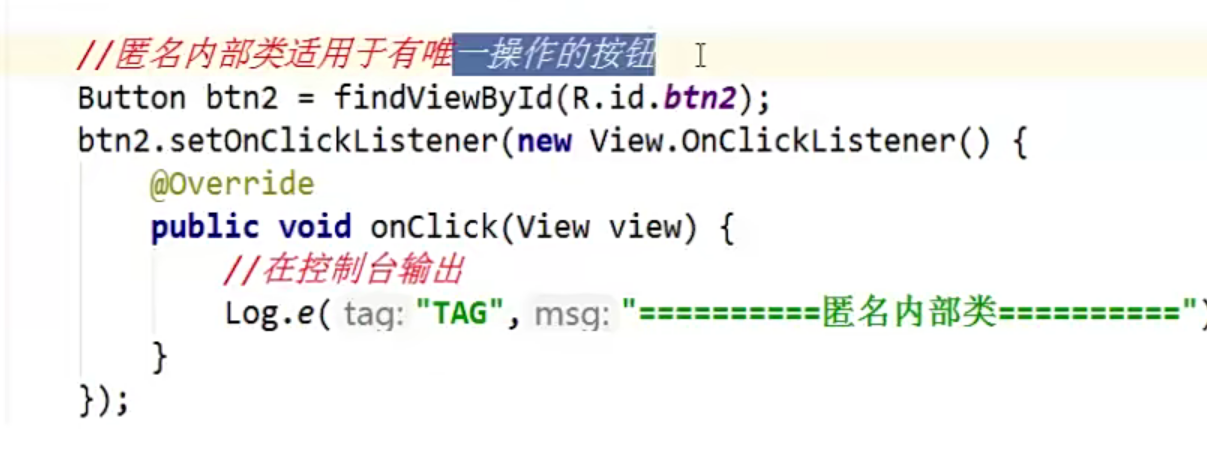 //匿名内部类适用于有唯一操作的按钮
Button btn2 = findViewById(R.id.btn2);
btn2.setOnClickListener(new View.OnClickListener() {
@Override
public void onClick(View view) {
//在控制台输出
Log.e( tag: "TAG", msg: "==========匿名内部类==========")
}
});